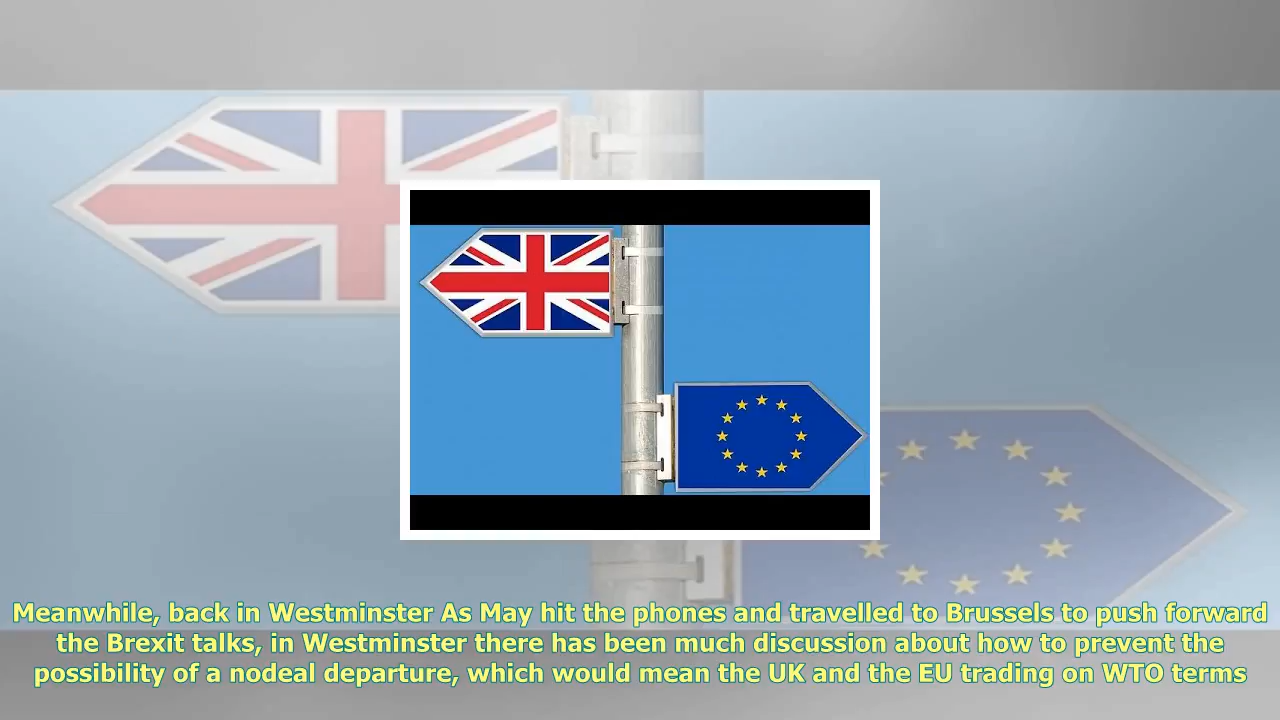 Meanwhile, back in Westminster As May hit the phones and travelled to Brussels to push forward
the Brexit talks, in Westminster there has been much discussion about how to prevent the
possibility of a nodeal departure, which would mean the UK and the EU trading on WTO terms